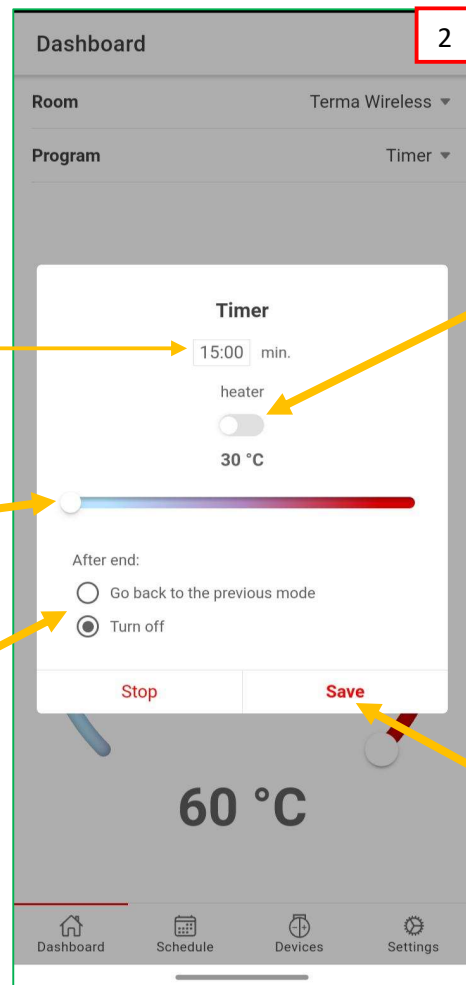 Dashboard
2
Room Terma Wireless
Program Timer
Timer
15:00 min.
heater
30 °C
After end:
Go back to the previous mode
Turn off
Stop Save
60 °C
Dashboard Schedule Devices Settings